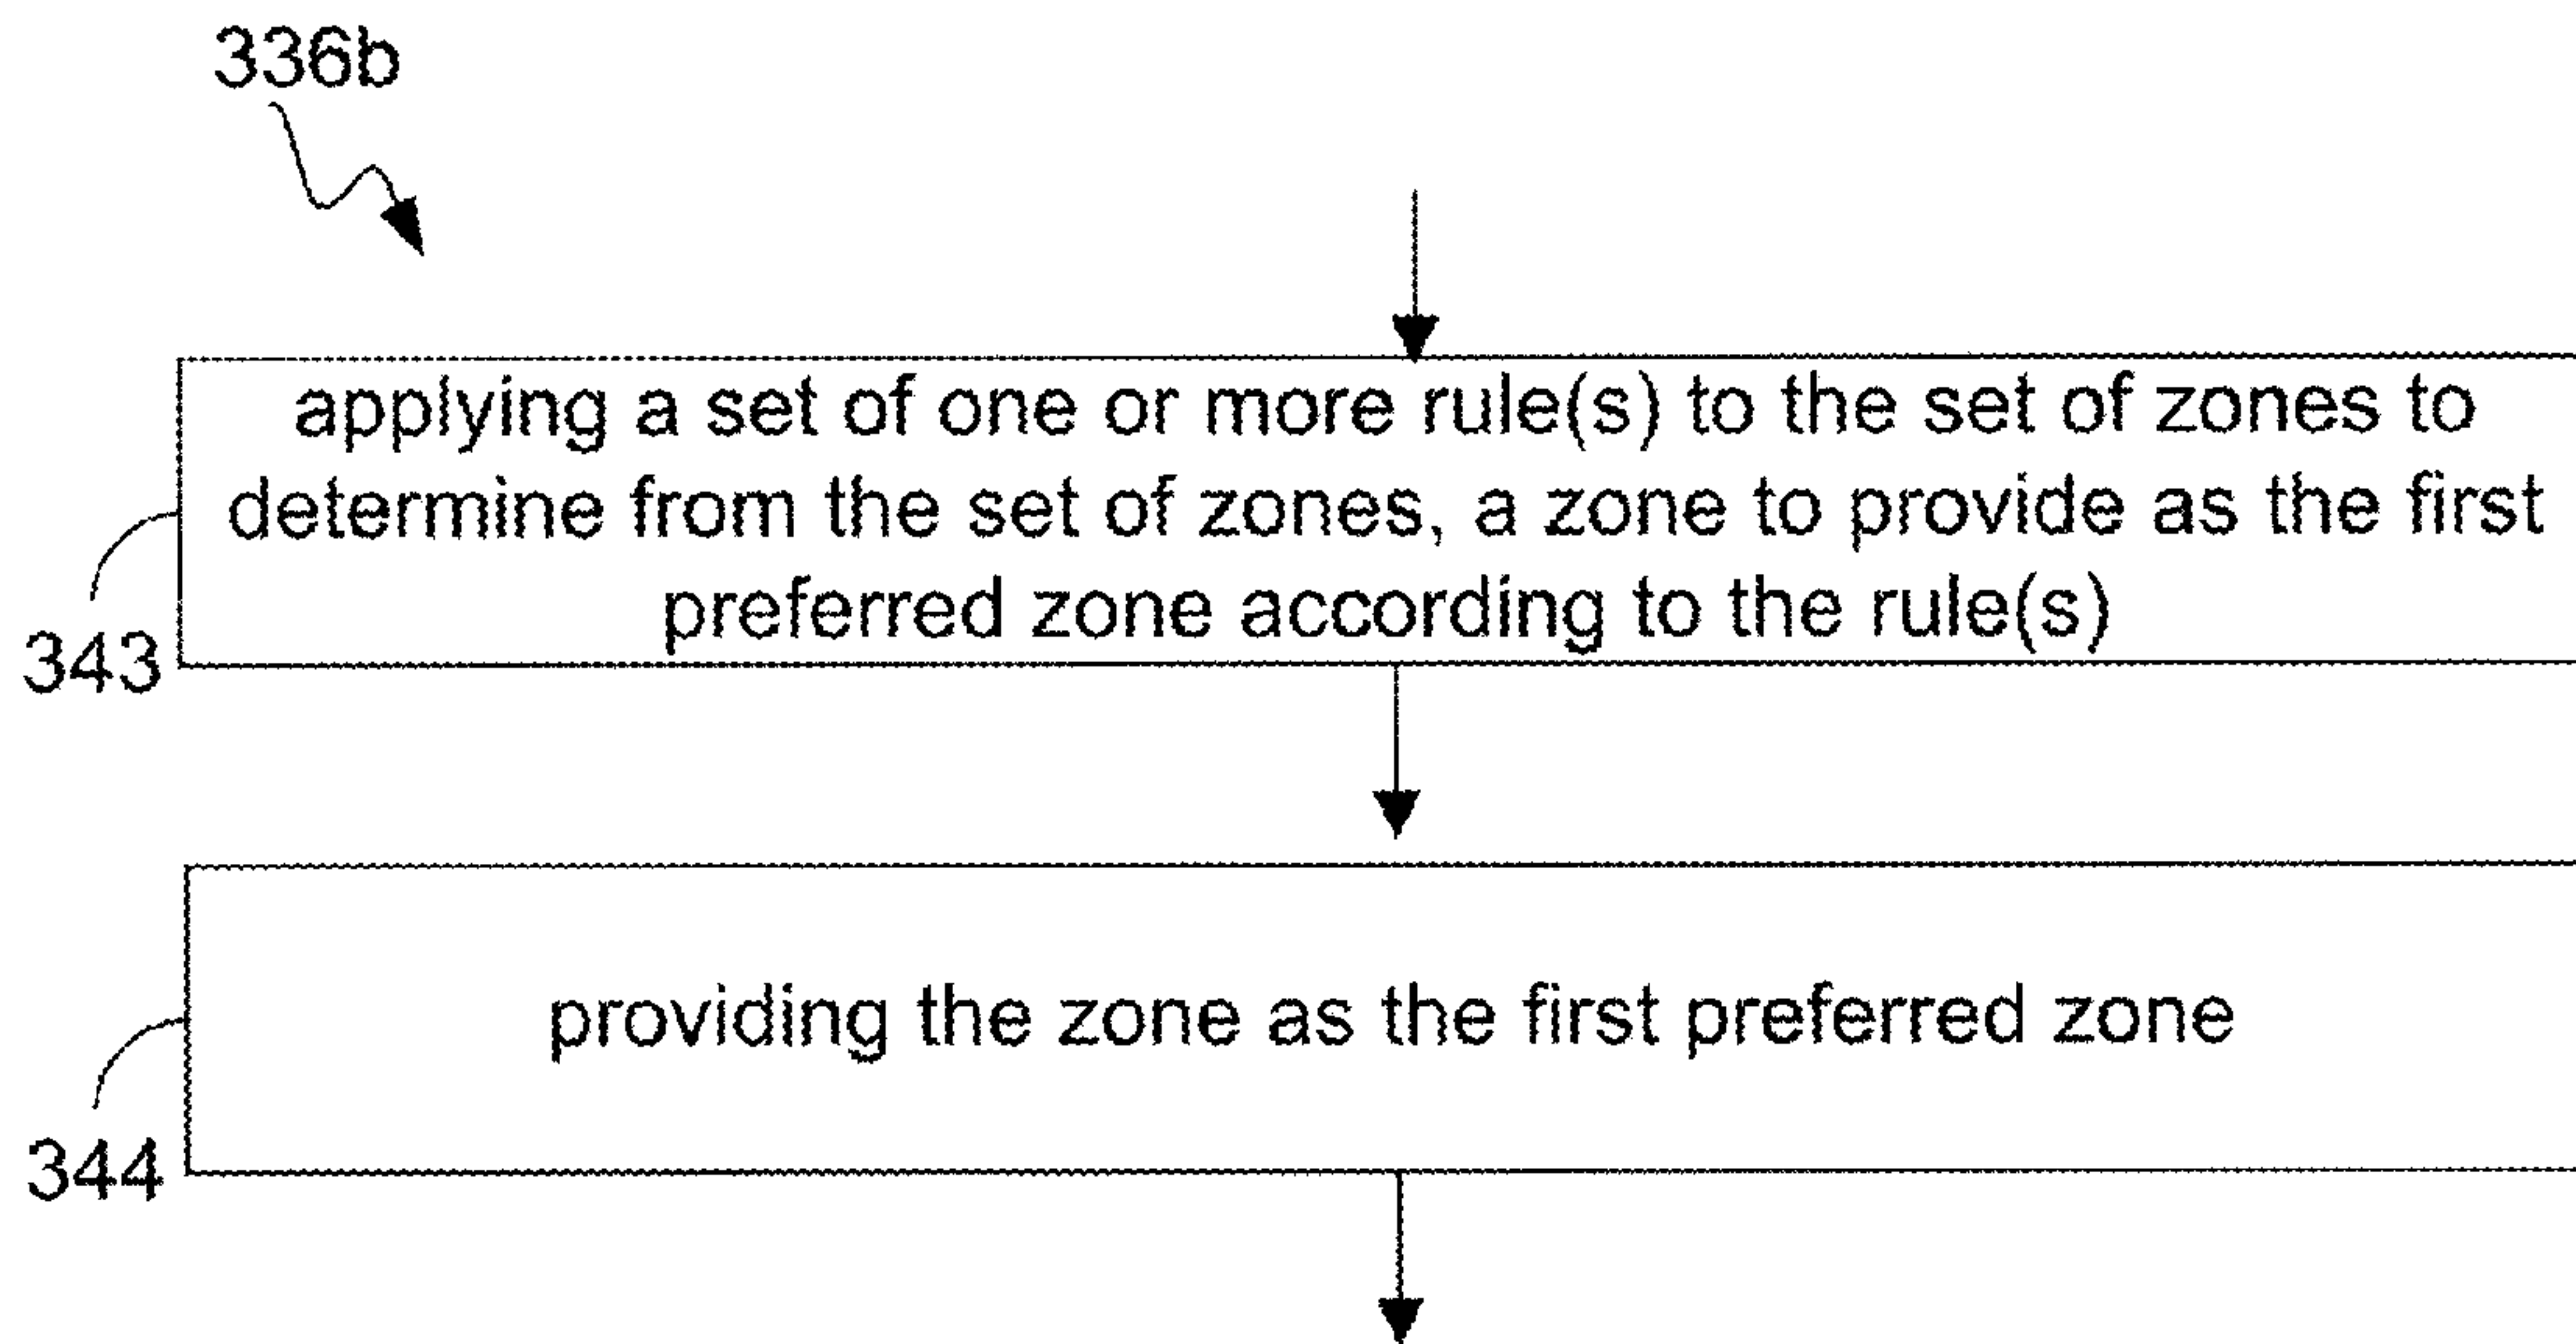 336b
applying a set of one or more rule(s) to the set of zones to
determine from the set of zones, a zone to provide as the first
preferred zone according to the rule(s)
343
providing the zone as the first preferred zone
344